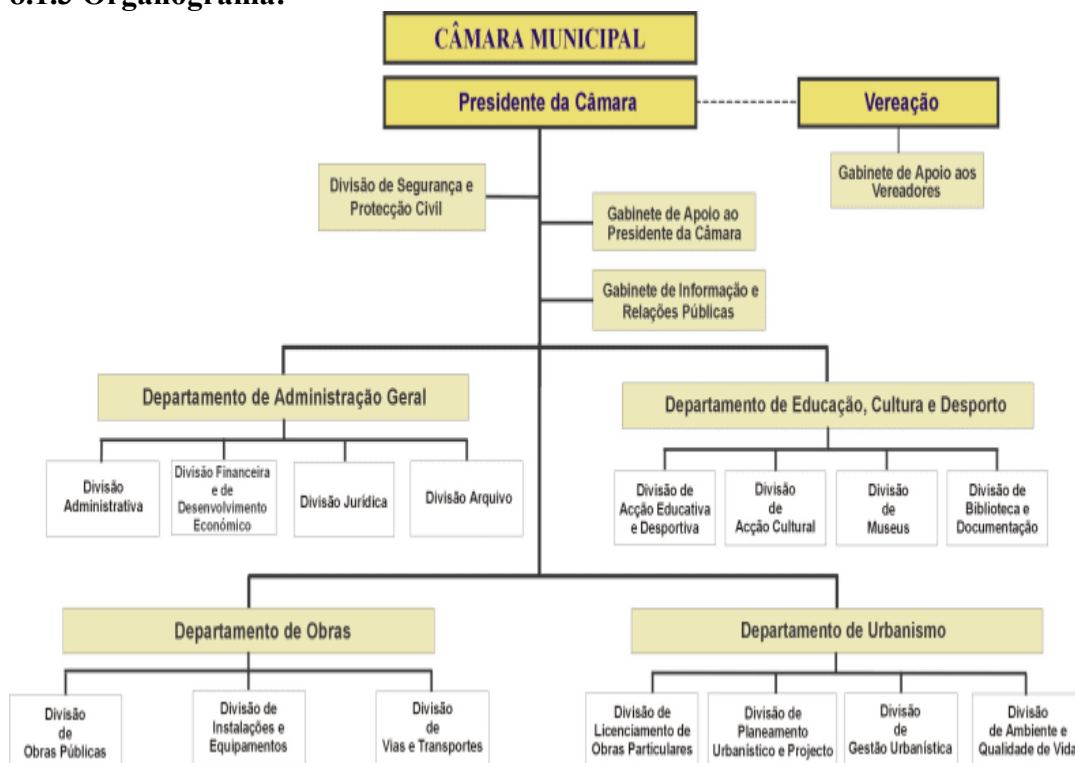 8.1.3 Organograma:
CÂMARA MUNICIPAL
Presidente da Câmara
Vereação
Gabinete de Apoio aos
Vereadores
Divisão de Segurança e
Protecção Civil
Gabinete de Apoio ao
Presidente da Câmara
Gabinete de Informação e
Relações Públicas
Departamento de Administração Geral
Departamento de Educação, Cultura e Desporto
Divisão
Administrativa
Divisão Financeira
e de
Desenvolvimento
Económico
Divisão Jurídica
Divisão Arquivo
Divisão de
Acção Educativa
e Desportiva
Divisão
de
Acção Cultural
Divisão
de
Museus
Divisão de
Biblioteca e
Documentação
Departamento de Obras
Departamento de Urbanismo
Divisão
de
Obras Públicas
Divisão de
Instalações e
Equipamentos
Divisão
de
Vias e Transportes
Divisão de
Licenciamento de
Obras Particulares
Divisão de
Planeamento
Urbanístico e Projecto
Divisão
de
Gestão Urbanística
Divisão
de Ambiente e
Qualidade de Vida